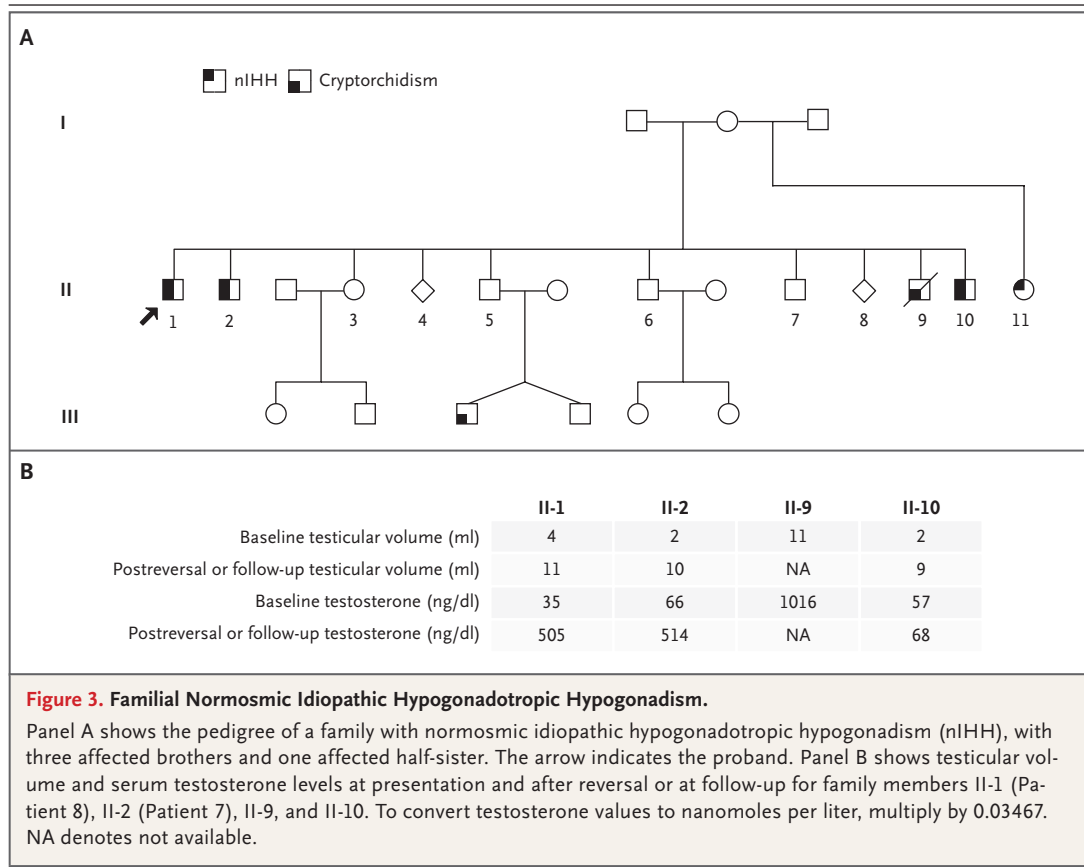 A
nIHH Cryptorchidism
I
II
1 2 3 4 5 6 7 8 9 10 11
III
B
II-1 II-2 II-9 II-10
Baseline testicular volume (ml) 4 2 11 2
Postreversal or follow-up testicular volume (ml) 11 10 NA 9
Baseline testosterone (ng/dl) 35 66 1016 57
Postreversal or follow-up testosterone (ng/dl) 505 514 NA 68
Figure 3. Familial Normosmic Idiopathic Hypogonadotropic Hypogonadism.
Panel A shows the pedigree of a family with normosmic idiopathic hypogonadotropic hypogonadism (nIHH), with
three affected brothers and one affected half-sister. The arrow indicates the proband. Panel B shows testicular vol-
ume and serum testosterone levels at presentation and after reversal or at follow-up for family members II-1 (Pa-
tient 8), II-2 (Patient 7), II-9, and II-10. To convert testosterone values to nanomoles per liter, multiply by 0.03467.
NA denotes not available.